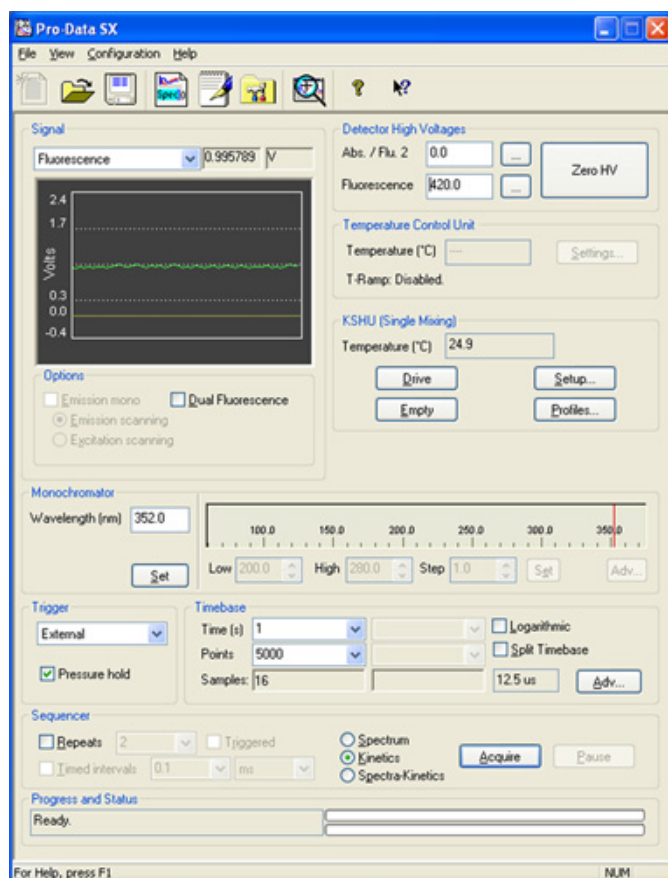 Pro-Data SX
File View Configuration Help
SpecGo
Signal
Fluorescence 0.995789 V
2.4
1.7
Volts
0.3
0.0
-0.4
Options
Emission mono Dual Fluorescence
Emission scanning
Excitation scanning
Detector High Voltages
Abs. / Flu. 2 0.0 ... Zero HV
Fluorescence 420.0 ...
Temperature Control Unit
Temperature (°C) --- Settings...
T-Ramp: Disabled.
KSHU (Single Mixing)
Temperature (°C) 24.9
Drive Setup...
Empty Profiles...
Monochromator
Wavelength (nm) 352.0
Set
100.0 150.0 200.0 250.0 300.0 350.0
Low 200.0 High 280.0 Step 1.0 Set Adv...
Trigger
External
Pressure hold
Timebase
Time (s) 1 Logarithmic
Points 5000 Split Timebase
Samples: 16 12.5 us Adv...
Sequencer
Repeats 2 Triggered
Timed intervals 0.1 ms
Spectrum
Kinetics
Spectra-Kinetics
Acquire Pause
Progress and Status
Ready.
For Help, press F1 NUM